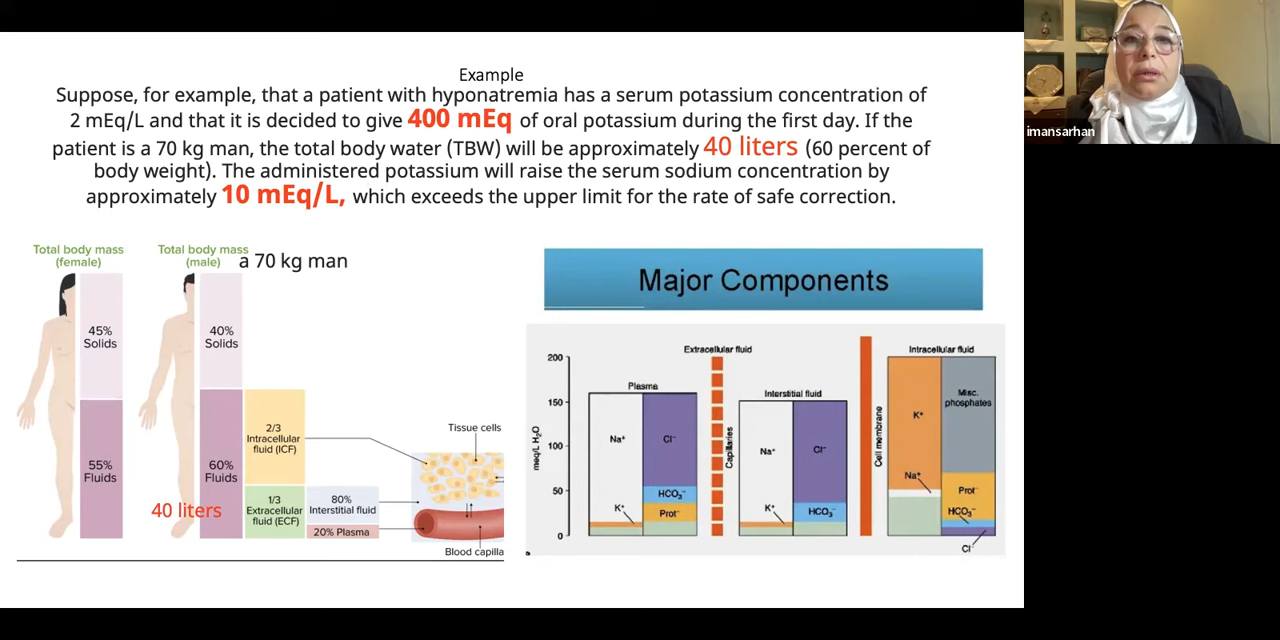 Example
Suppose, for example, that a patient with hyponatremia has a serum potassium concentration of
2 mEq/L and that it is decided to give 400 mEq of oral potassium during the first day. If the
patient is a 70 kg man, the total body water (TBW) will be approximately 40 liters (60 percent of
body weight). The administered potassium will raise the serum sodium concentration by
approximately 10 mEq/L, which exceeds the upper limit for the rate of safe correction.
imansarhan
Total body mass
(female)
Total body mass
(male)
a 70 kg man
45%
Solids
40%
Solids
55%
Fluids
60%
Fluids
40 liters
2/3
Intracellular
fluid (ICF)
1/3
Extracellular
fluid (ECF)
80%
Interstitial fluid
20% Plasma
Tissue cells
Blood capilla
Major Components
Extracellular fluid
Intracellular fluid
Plasma
Interstitial fluid
meq/L H₂O
200
150
100
50
0
Na⁺
Cl⁻
HCO₃⁻
Prot⁻
K⁺
Capillaries
Na⁺
Cl⁻
K⁺
HCO₃⁻
Cell membrane
K⁺
Misc.
phosphates
Na⁺
Prot⁻
HCO₃⁻
Cl⁻